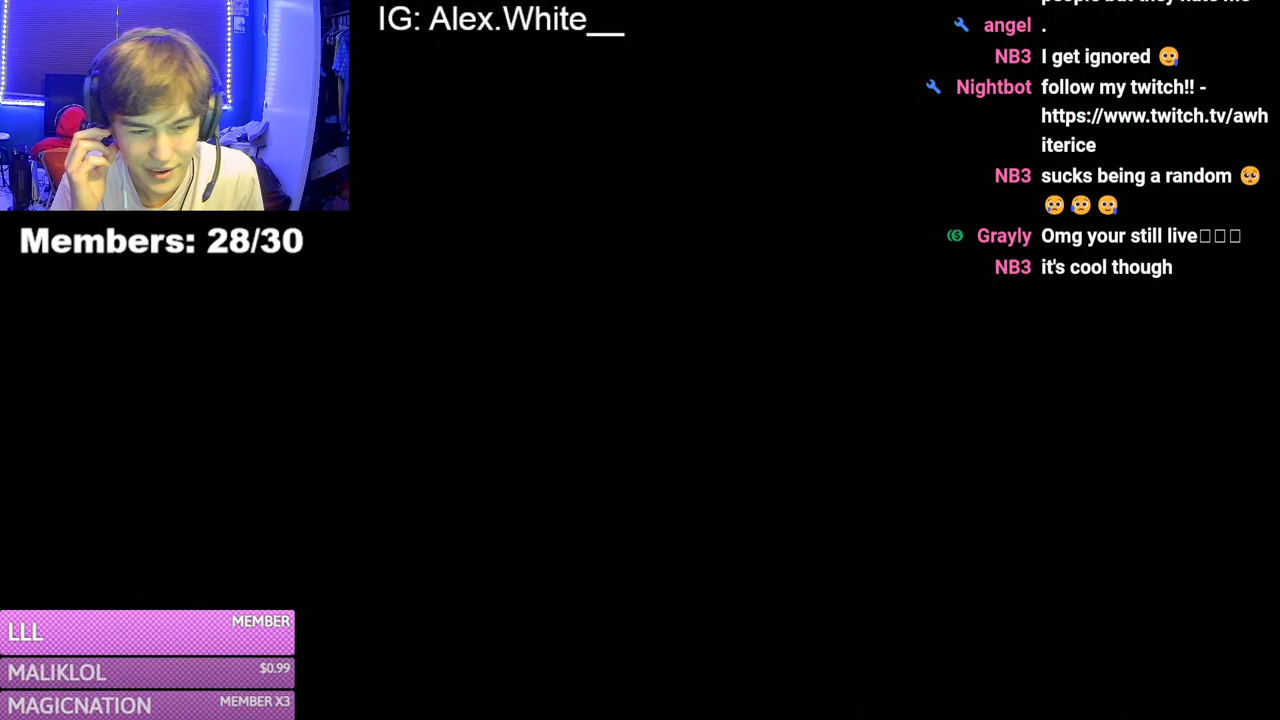 IG: Alex.White__
Members: 28/30
angel .
NB3 I get ignored 🥲
Nightbot follow my twitch!! -
https://www.twitch.tv/awh
iterice
NB3 sucks being a random 🥺
😢😥🥲
Grayly Omg your still live□□□
NB3 it's cool though
LLL MEMBER
MALIKLOL $0.99
MAGICNATION MEMBER X3